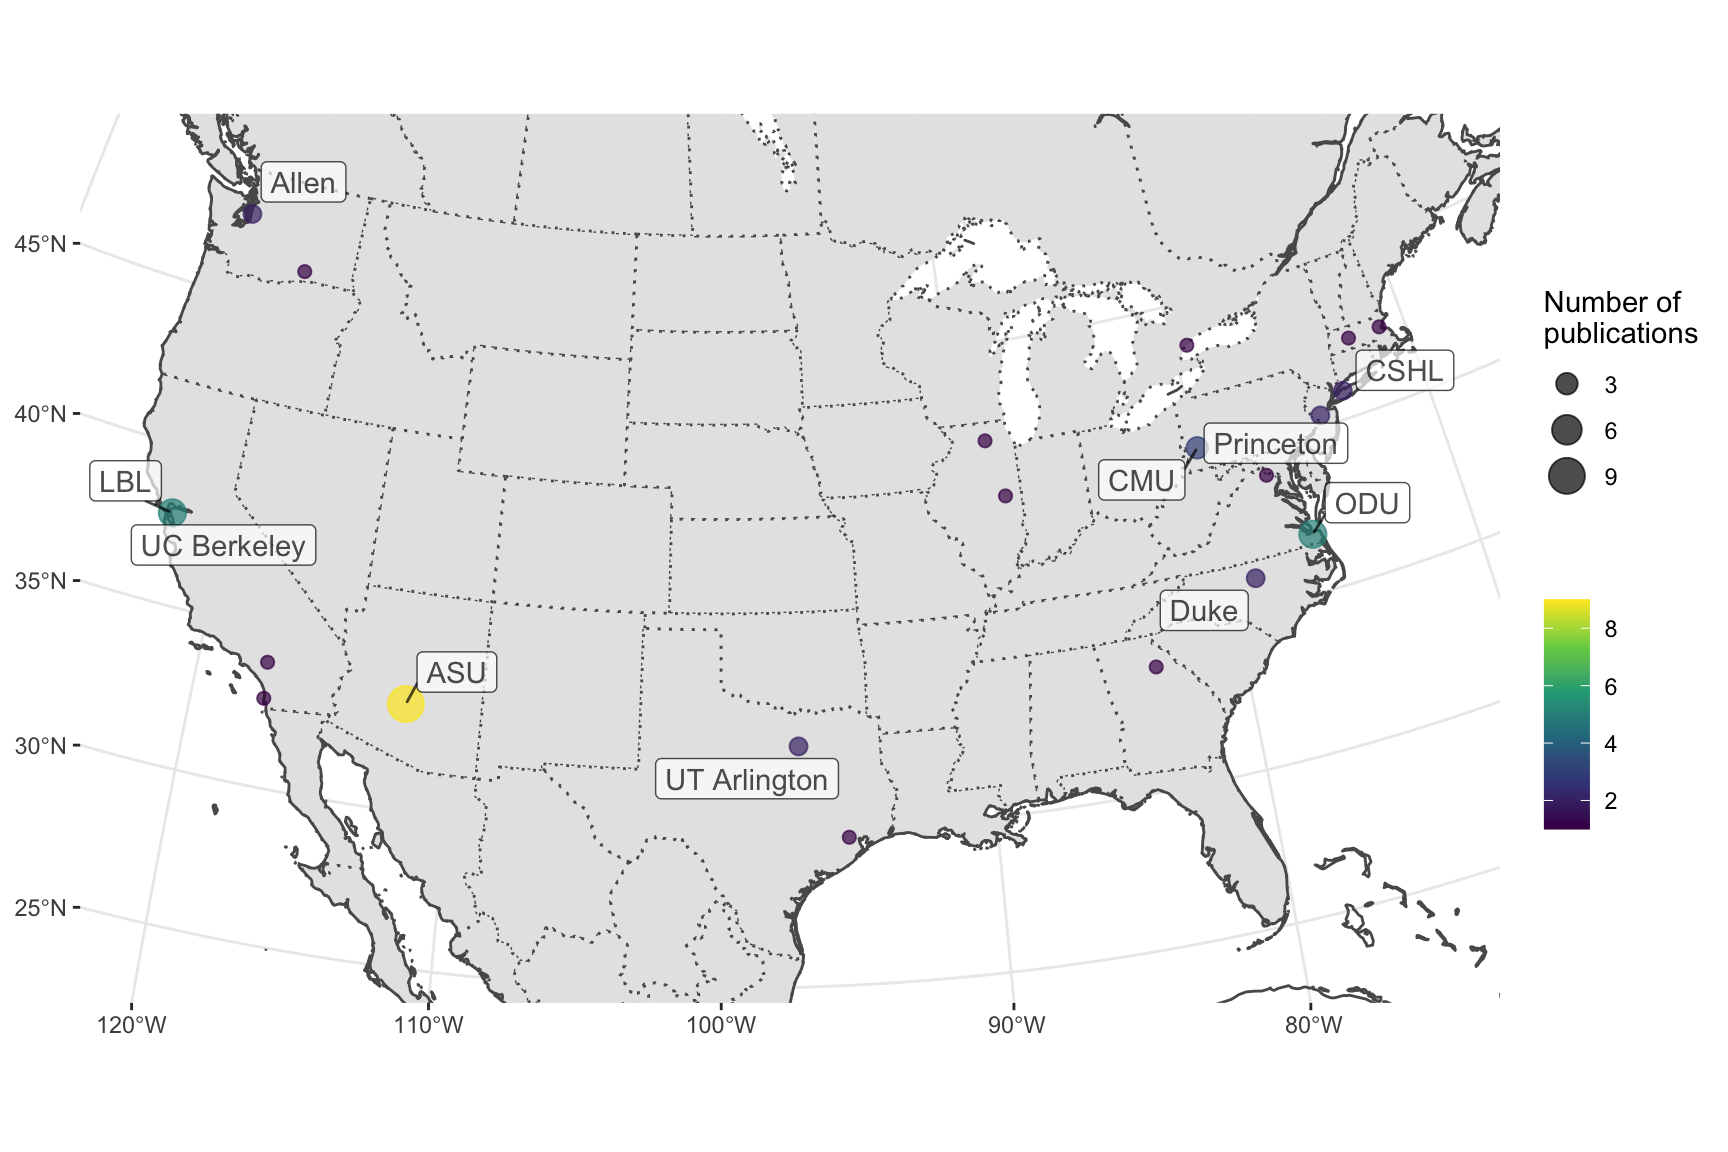 Allen
45°N
40°N
35°N
30°N
25°N
CSHL
Princeton
CMU
LBL
UC Berkeley
ODU
Duke
ASU
UT Arlington
120°W
110°W
100°W
90°W
80°W
Number of
publications
3
6
9
8
6
4
2